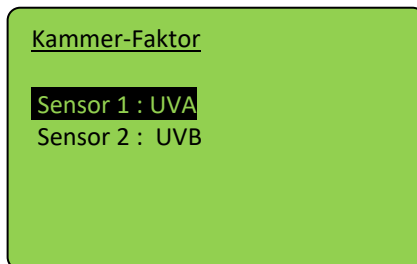 Kammer-Faktor
Sensor 1 : UVA
Sensor 2 : UVB